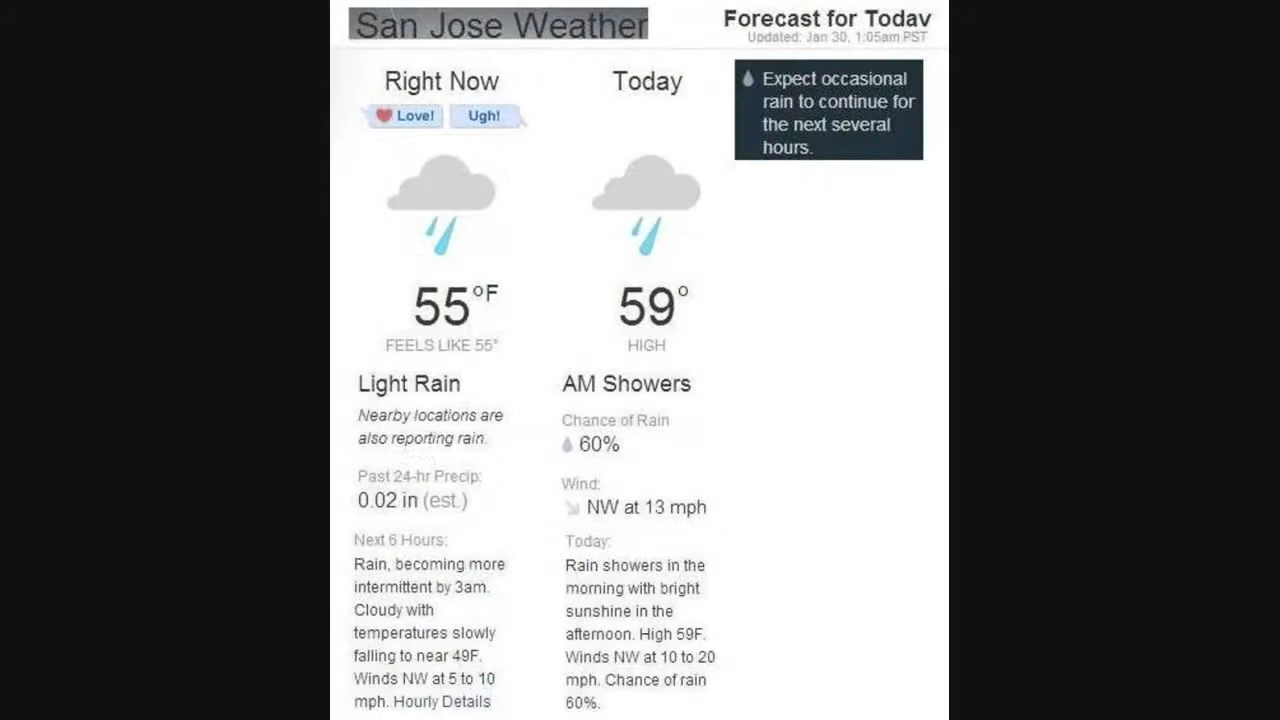 San Jose Weather
Forecast for Today
Updated: Jan 30, 1:05am PST
Right Now
Love! Ugh!
55°F
FEELS LIKE 55°
Light Rain
Nearby locations are
also reporting rain.
Past 24-hr Precip:
0.02 in (est.)
Next 6 Hours:
Rain, becoming more
intermittent by 3am.
Cloudy with
temperatures slowly
falling to near 49F.
Winds NW at 5 to 10
mph. Hourly Details
Today
59°
HIGH
AM Showers
Chance of Rain
60%
Wind:
NW at 13 mph
Today:
Rain showers in the
morning with bright
sunshine in the
afternoon. High 59F.
Winds NW at 10 to 20
mph. Chance of rain
60%.
Expect occasional
rain to continue for
the next several
hours.